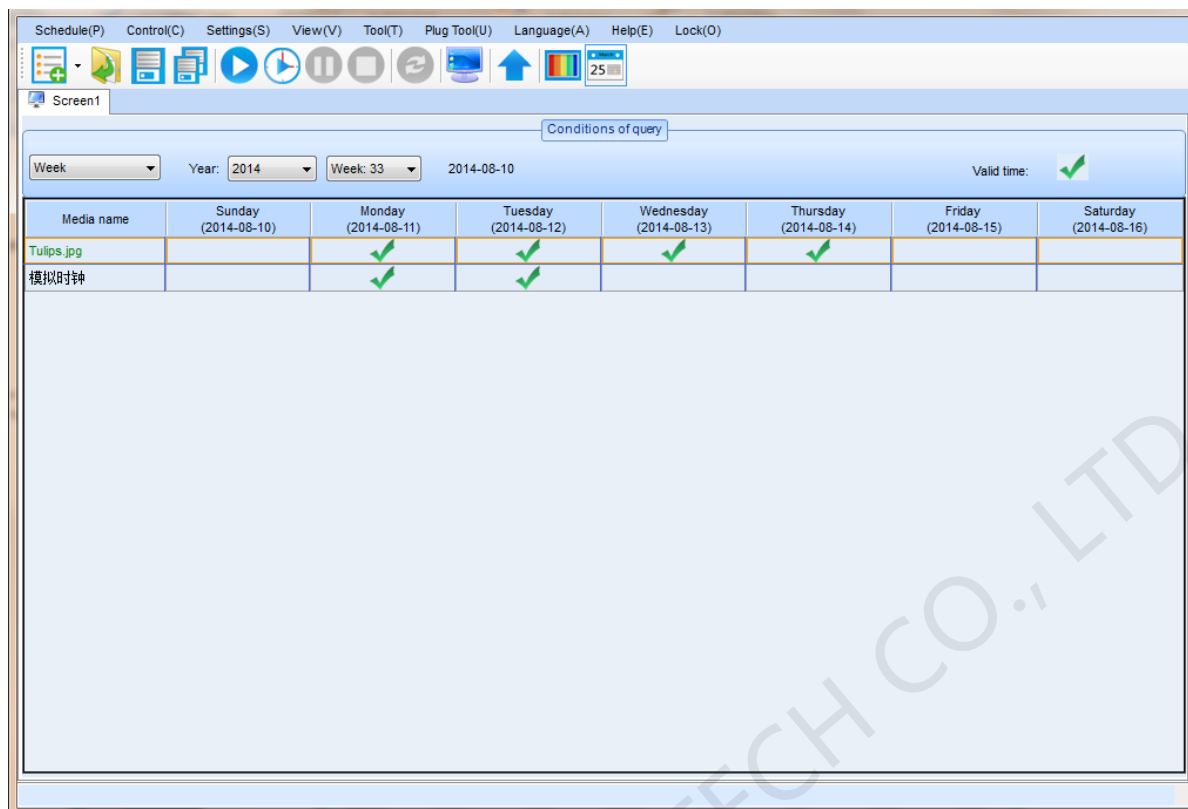 Schedule(P) Control(C) Settings(S) View(V) Tool(T) Plug Tool(U) Language(A) Help(E) Lock(O)
25
Screen1
Conditions of query
Week Year: 2014 Week: 33 2014-08-10 Valid time:
Media name Sunday Monday Tuesday Wednesday Thursday Friday Saturday
(2014-08-10) (2014-08-11) (2014-08-12) (2014-08-13) (2014-08-14) (2014-08-15) (2014-08-16)
Tulips.jpg
模拟时钟
TECH CO., LTD